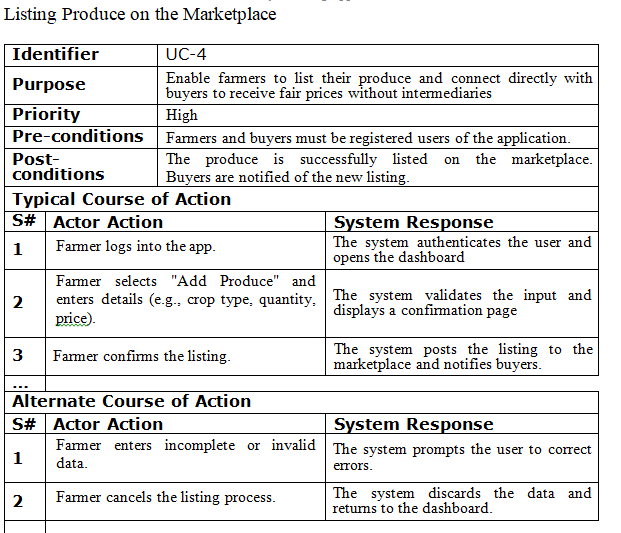 Listing Produce on the Marketplace
Identifier UC-4
Purpose Enable farmers to list their produce and connect directly with
buyers to receive fair prices without intermediaries
Priority High
Pre-conditions Farmers and buyers must be registered users of the application.
Post-
conditions The produce is successfully listed on the marketplace.
Buyers are notified of the new listing.
Typical Course of Action
S# Actor Action System Response
1 Farmer logs into the app. The system authenticates the user and
opens the dashboard
2 Farmer selects "Add Produce" and
enters details (e.g., crop type, quantity,
price). The system validates the input and
displays a confirmation page
3 Farmer confirms the listing. The system posts the listing to the
marketplace and notifies buyers.
...
Alternate Course of Action
S# Actor Action System Response
1 Farmer enters incomplete or invalid
data. The system prompts the user to correct
errors.
2 Farmer cancels the listing process. The system discards the data and
returns to the dashboard.